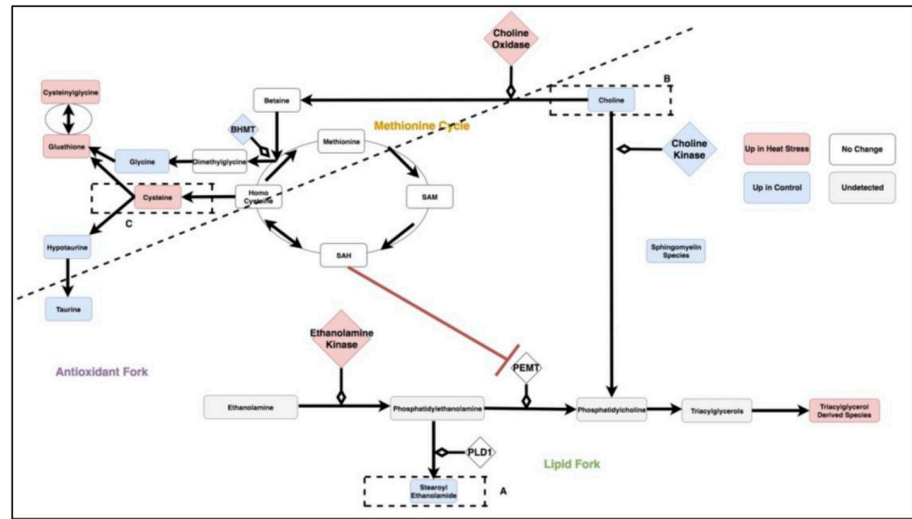 Choline
Oxidase
B
Cysteinylglycine
Betaine
Choline
BHMT
Methionine Cycle
Methionine
Choline
Kinase
Up in Heat Stress
No Change
Gluathione
Glycine
Dimethylglycine
Up in Control
Undetected
Cysteine
Homo
Cysteine
SAM
C
Hypotaurine
SAH
Sphingomyelin
Species
Taurine
Ethanolamine
Kinase
PEMT
Antioxidant Fork
Ethanolamine
Phosphatidylethanolamine
Phosphatidylcholine
Triacylglycerols
Triacylglycerol
Derived Species
PLD1
Lipid Fork
Stearoyl
Ethanolamide
A